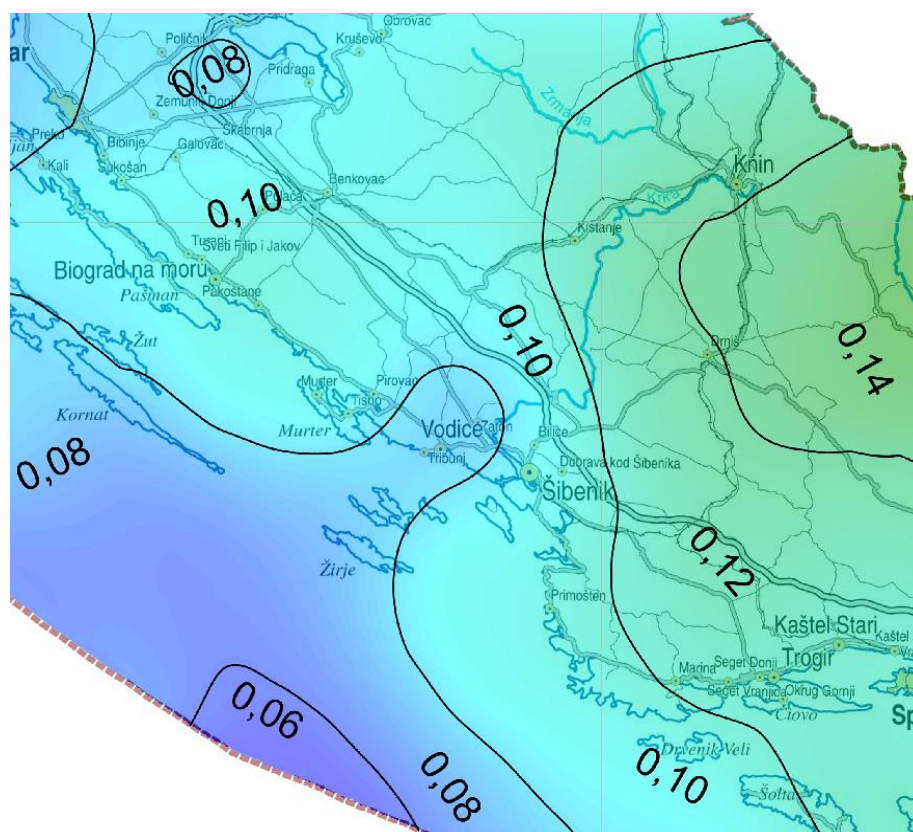 Obrovac
Poličnik
Kruševo
ar
0,08
Pridraga
Zemunik Donji
Zrmanja
Škabrnja
Preko
Bibinje
Galovac
Kali
Sukošan
Knin
Benkovac
Krka
Polača
0,10
Kistanje
Sveti Filip i Jakov
Biograd na moru
Pakoštane
Pašman
0,10
Žut
Drniš
0,14
Murter
Pirovac
Tisno
Kornat
Murter
Vodice
Zaton
Bilice
Tribunj
0,08
Dubrava kod Šibenika
Šibenik
0,12
Žirje
Primošten
Kaštel Stari
Kaštel
Marina
Seget Donji
Trogir
Seget Vranjica
Okrug Gornji
Čiovo
Sp
0,06
Drvenik Veli
0,08
0,10
Šolta